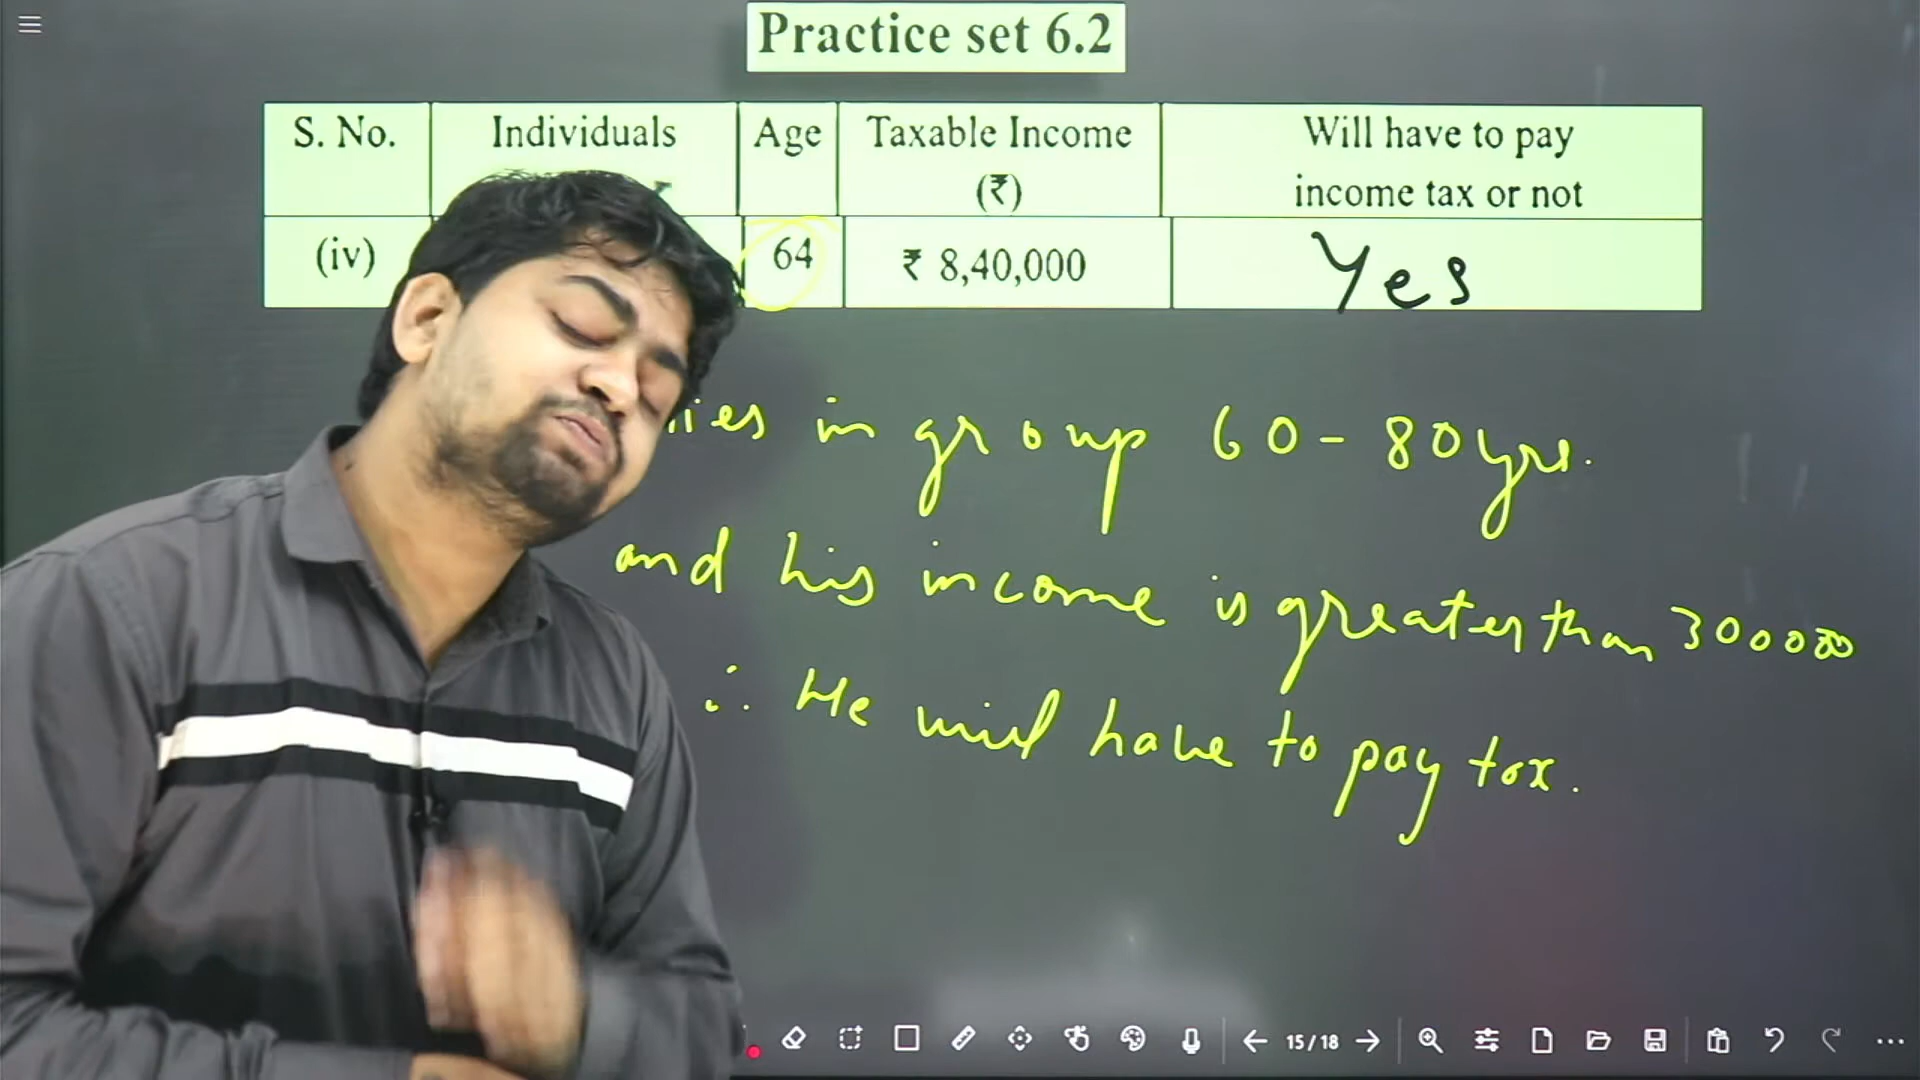 Practice set 6.2
S. No. Individuals Age Taxable Income (₹) Will have to pay income tax or not
(iv) 64 ₹ 8,40,000 Yes
in group 60-80 yrs.
and his income is greater than 300000
∴ He will have to pay tax.
15/18